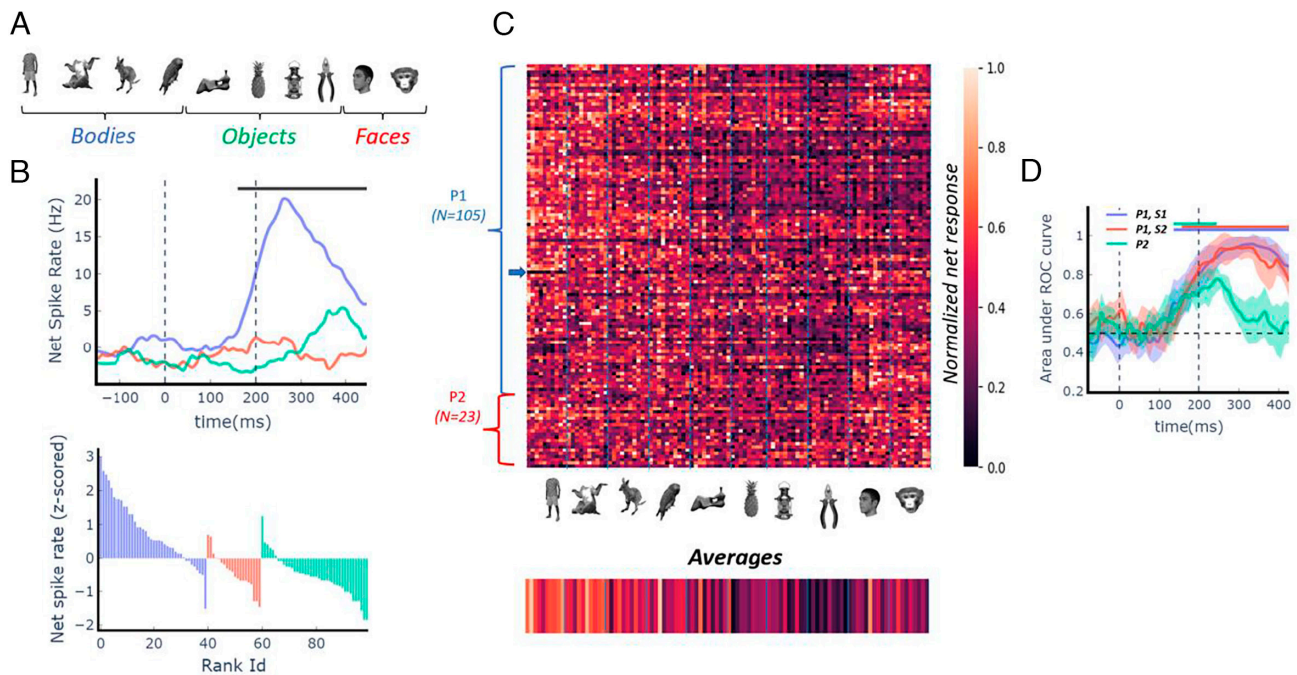 A
Bodies
Objects
Faces
B
Net Spike Rate (Hz)
20
15
10
5
0
−100
0
100
200
300
400
time(ms)
Net spike rate (z-scored)
3
2
1
0
−1
−2
0
20
40
60
80
Rank Id
C
P1
(N=105)
P2
(N=23)
1.0
0.8
0.6
0.4
0.2
0.0
Normalized net response
Averages
D
P1, S1
P1, S2
P2
Area under ROC curve
1
0.8
0.6
0.4
0.2
0
100
200
300
400
time(ms)